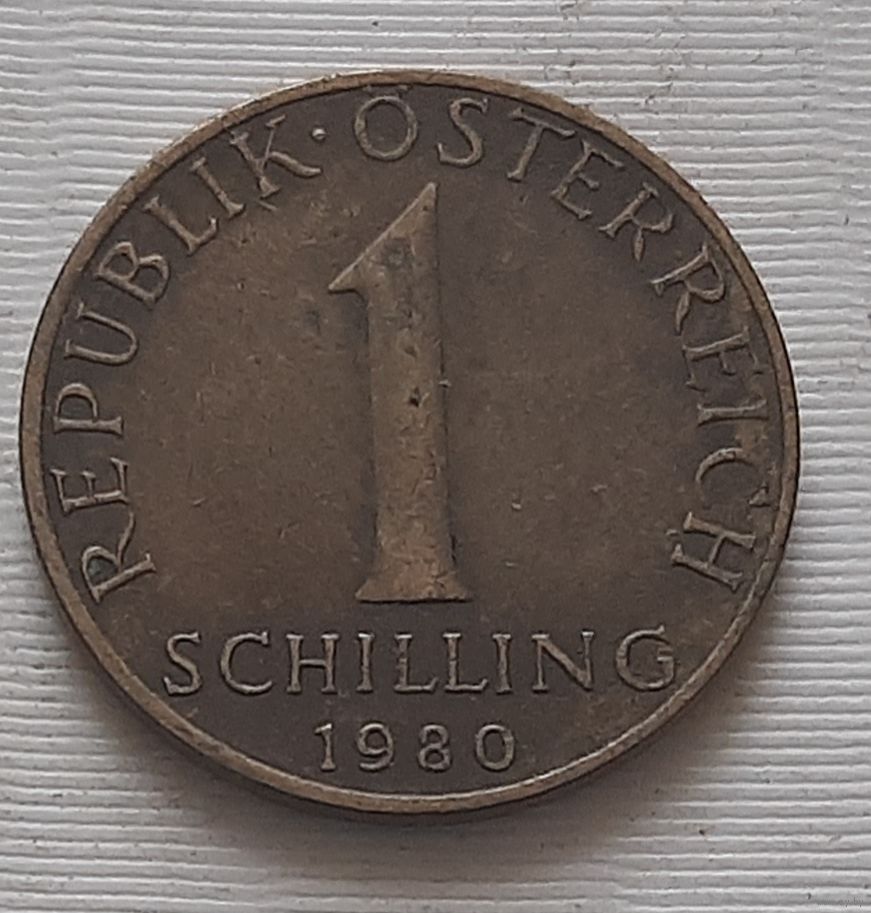 REPUBLIK · ÖSTERREICH
1
SCHILLING
1980